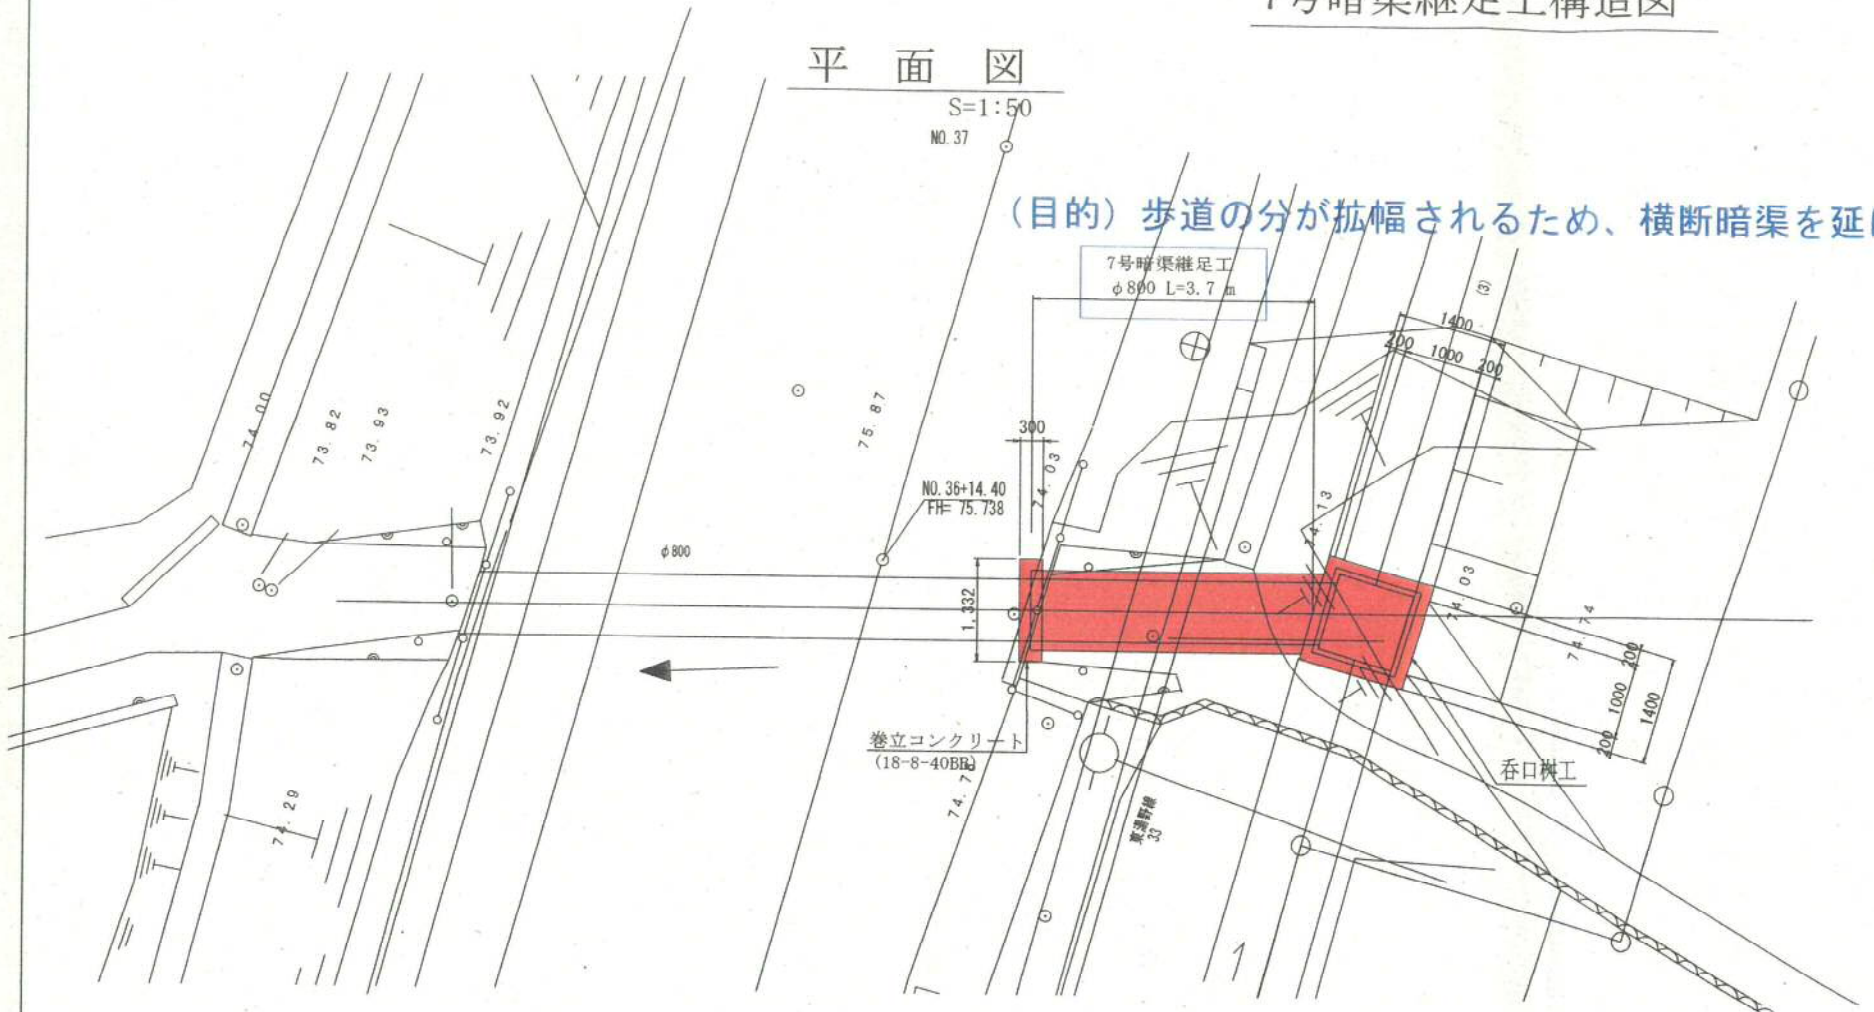 7号暗渠継足工構造図
平 面 図
S=1:50
NO. 37
(目的) 歩道の分が拡幅されるため、横断暗渠を延
7号暗渠継足工
φ800 L=3.7 m
(3)
1400
200 1000 200
74.00
73.82
73.93
73.92
75.87
300
74.03
NO. 36+14.40
FH= 75.738
74.13
φ800
1,332
74.03
74.74
200
1000
1400
200
巻立コンクリート
(18-8-40BB)
呑口桝工
74.29
33
1